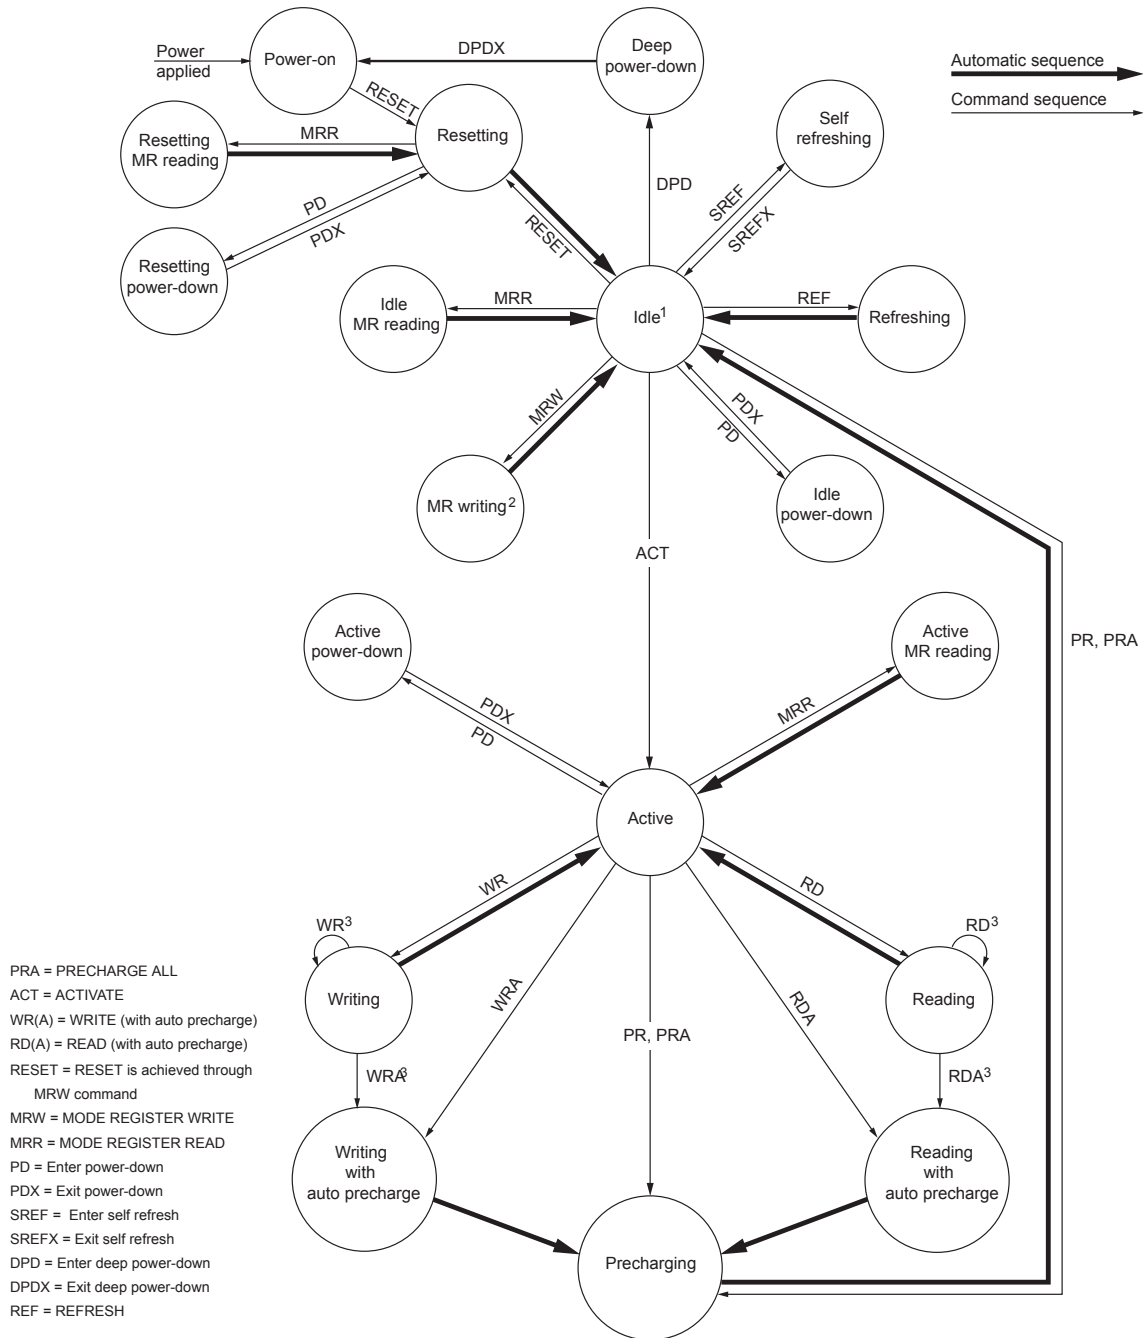 Power
applied
Power-on
DPDX
Deep
power-down
Automatic sequence
Command sequence
RESET
Resetting
MR reading
MRR
Resetting
Self
refreshing
DPD
SREF
SREFX
PD
PDX
RESET
Resetting
power-down
Idle
MR reading
MRR
Idle1
REF
Refreshing
MRW
PDX
PD
MR writing2
Idle
power-down
ACT
Active
power-down
Active
MR reading
PR, PRA
PDX
PD
MRR
Active
WR
RD
WR3
RD3
Writing
WRA
PR, PRA
RDA
Reading
WRA3
RDA3
Writing
with
auto precharge
Reading
with
auto precharge
Precharging
PRA = PRECHARGE ALL
ACT = ACTIVATE
WR(A) = WRITE (with auto precharge)
RD(A) = READ (with auto precharge)
RESET = RESET is achieved through
MRW command
MRW = MODE REGISTER WRITE
MRR = MODE REGISTER READ
PD = Enter power-down
PDX = Exit power-down
SREF = Enter self refresh
SREFX = Exit self refresh
DPD = Enter deep power-down
DPDX = Exit deep power-down
REF = REFRESH